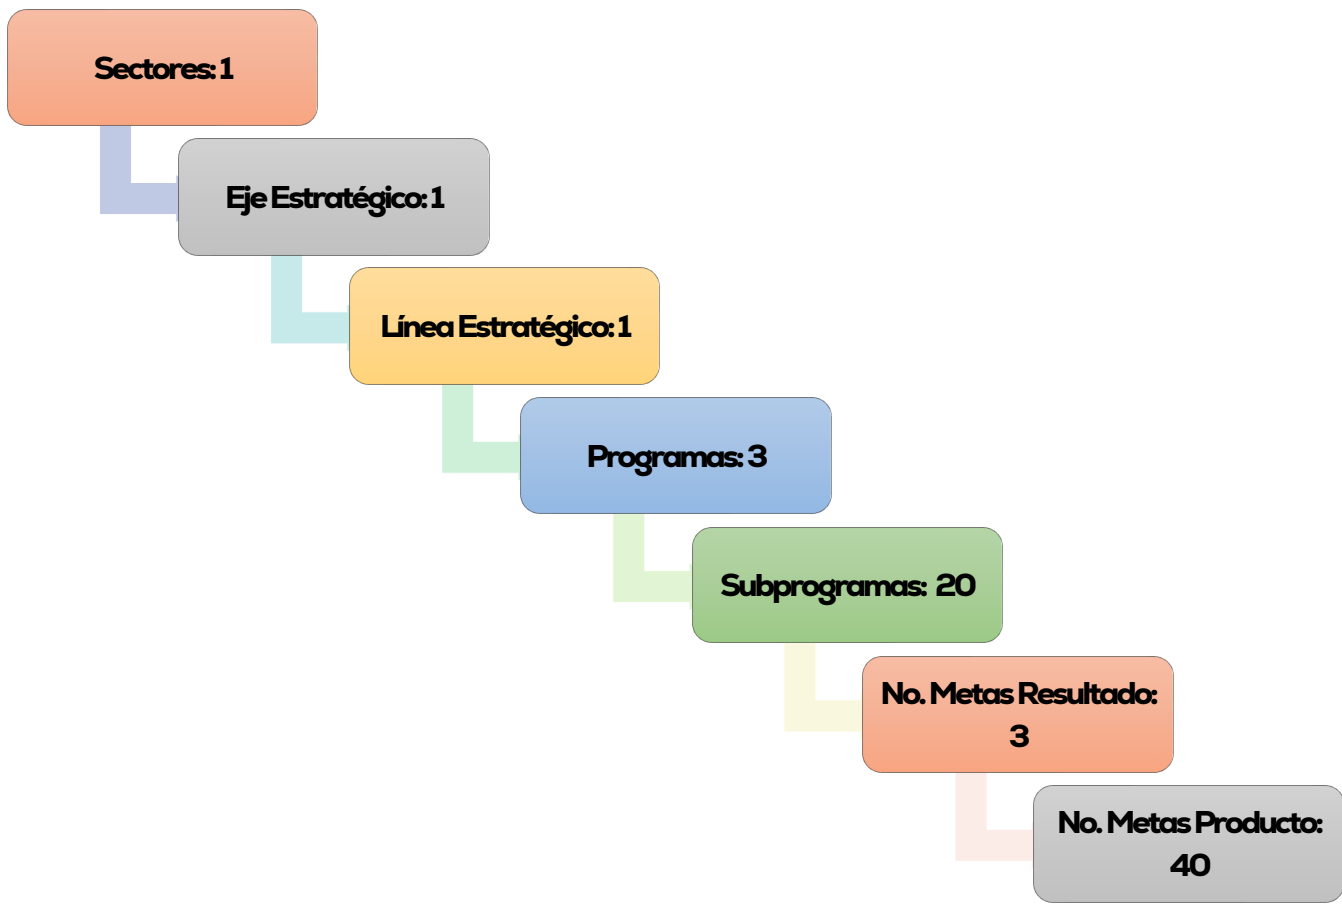 Sectores: 1
Eje Estratégico: 1
Línea Estratégico: 1
Programas: 3
Subprogramas: 20
No. Metas Resultado:
3
No. Metas Producto:
40